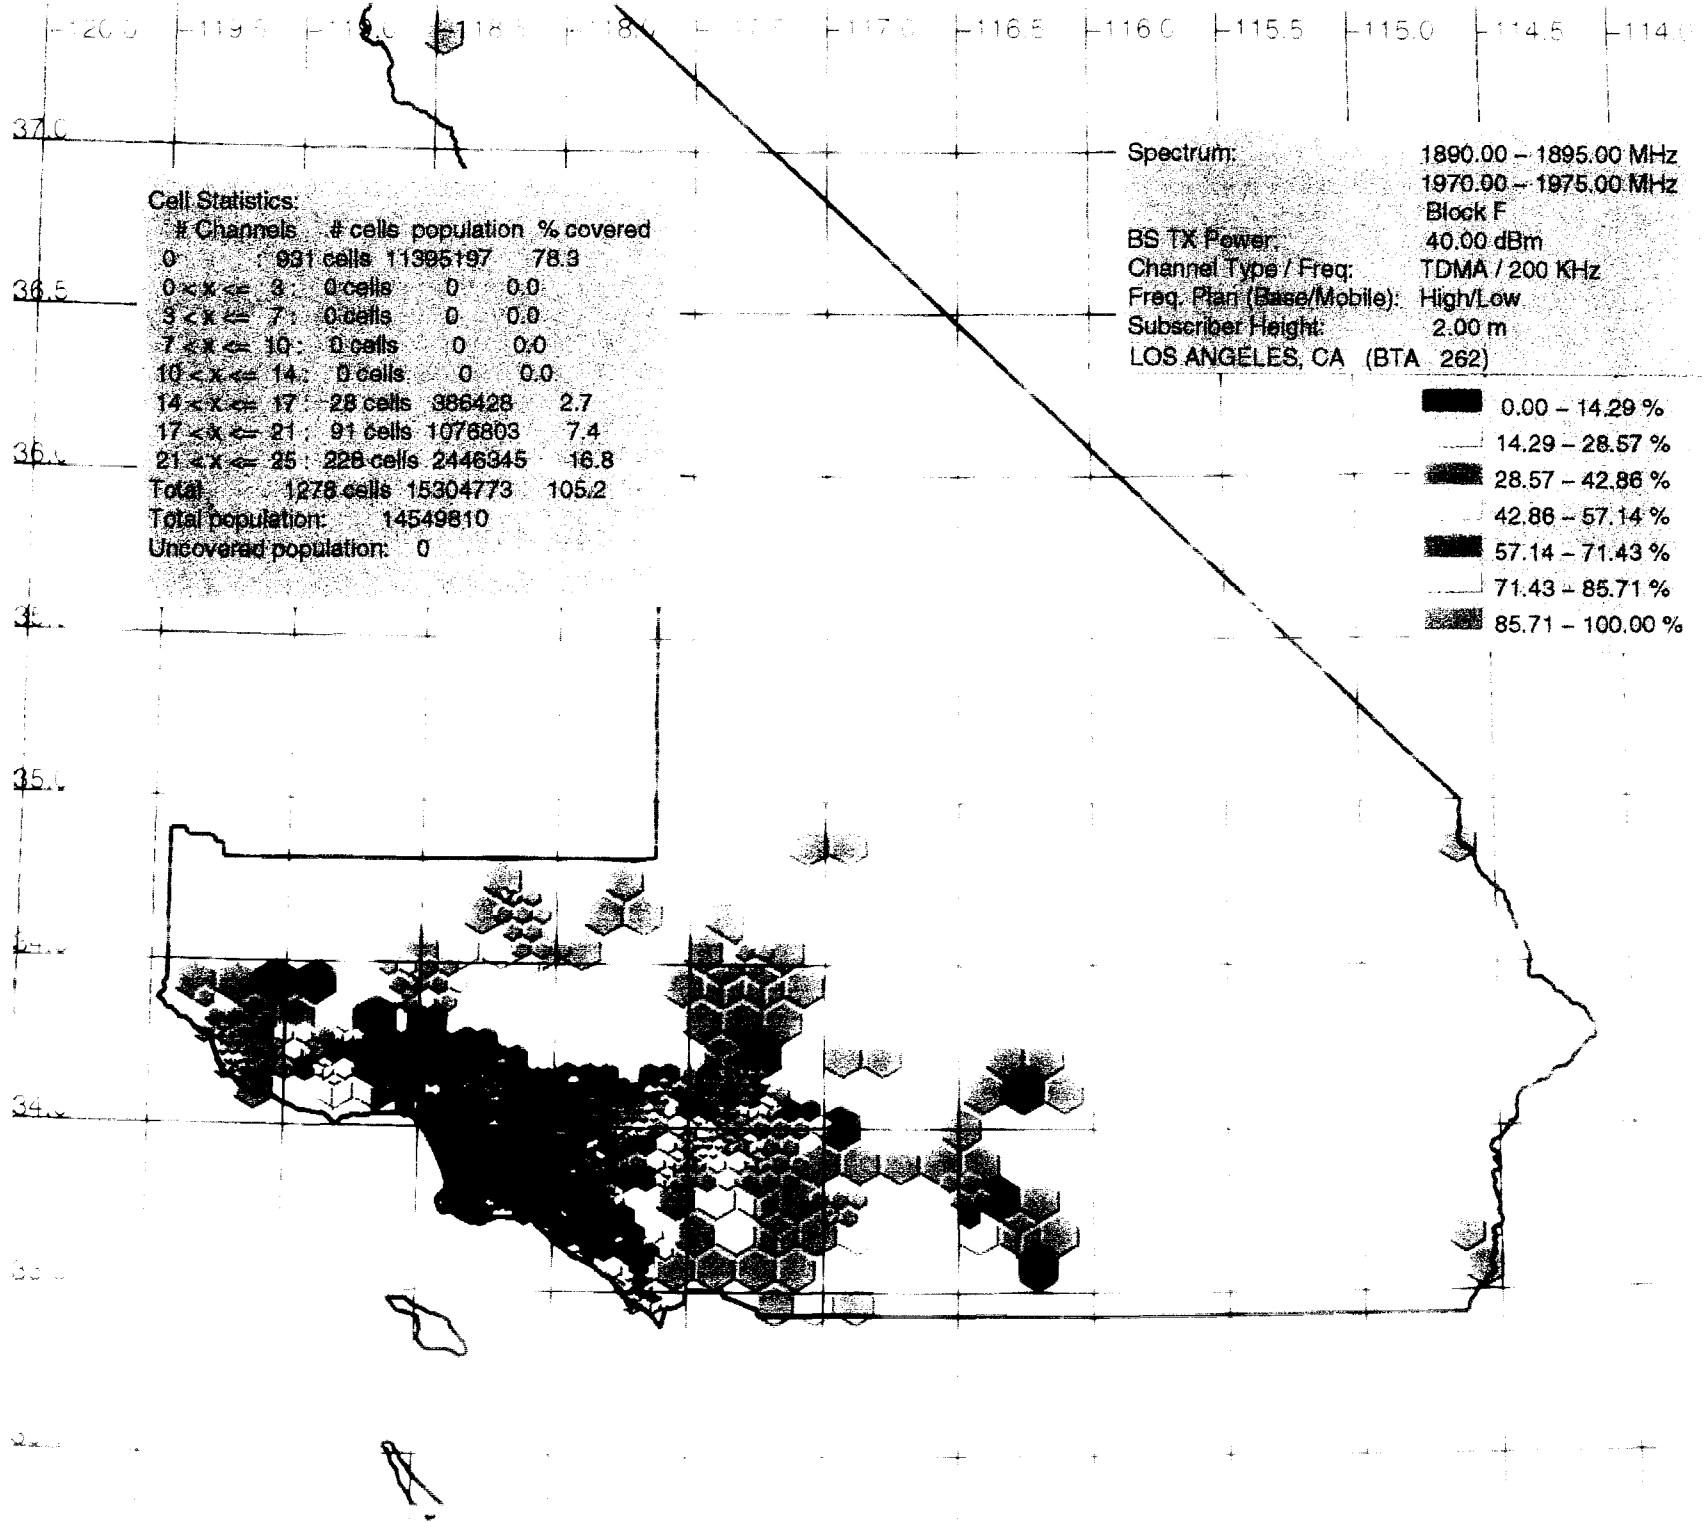 -119.5 -118.5 -117.0 -116.5 -116.0 -115.5 -115.0 -114.5 -114.0
37.0
36.5
36.0
35.0
34.0
Cell Statistics:
# Channels # cells population % covered
0 : 931 cells 11395197 78.3
0 < x <= 3 : 0 cells 0 0.0
3 < x <= 7 : 0 cells 0 0.0
7 < x <= 10 : 0 cells 0 0.0
10 < x <= 14 : 0 cells 0 0.0
14 < x <= 17 : 28 cells 386428 2.7
17 < x <= 21 : 91 cells 1076803 7.4
21 < x <= 25 : 228 cells 2446345 16.8
Total 1278 cells 15304773 105.2
Total population: 14549810
Uncovered population: 0
Spectrum: 1890.00 – 1895.00 MHz
1970.00 – 1975.00 MHz
Block F
BS TX Power: 40.00 dBm
Channel Type / Freq: TDMA / 200 KHz
Freq. Plan (Base/Mobile): High/Low
Subscriber Height: 2.00 m
LOS ANGELES, CA (BTA 262)
0.00 – 14.29 %
14.29 – 28.57 %
28.57 – 42.86 %
42.86 – 57.14 %
57.14 – 71.43 %
71.43 – 85.71 %
85.71 – 100.00 %